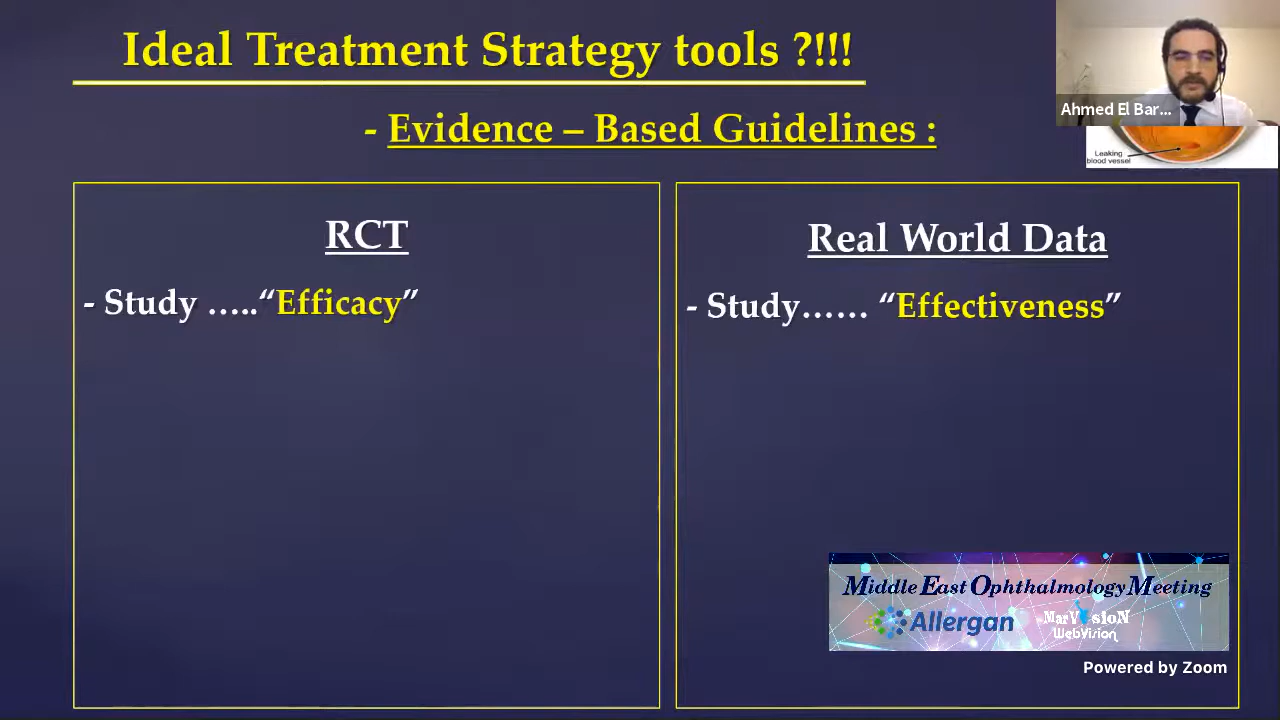 Ideal Treatment Strategy tools ?!!!
Ahmed El Bar...
- Evidence – Based Guidelines :
Leaking
blood vessel
RCT
- Study …..“Efficacy”
Real World Data
- Study…… “Effectiveness”
Middle East Ophthalmology Meeting
Allergan
MarVisioN
WebVision
Powered by Zoom